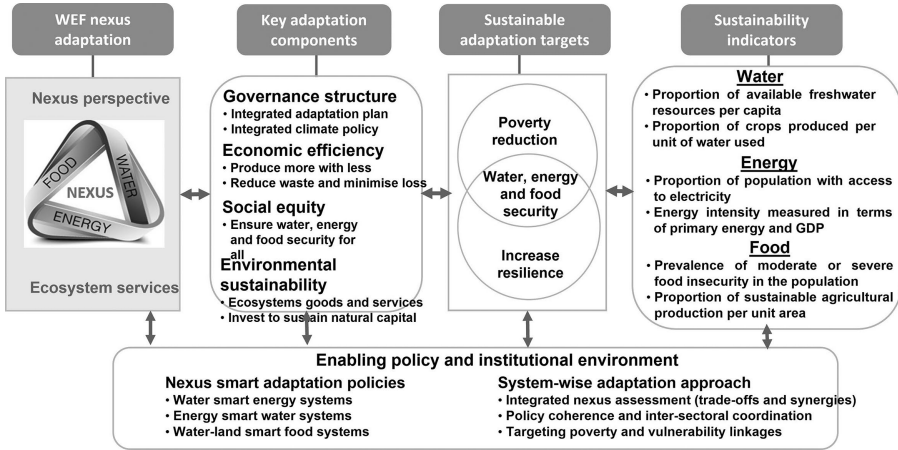 WEF nexus
adaptation
Key adaptation
components
Sustainable
adaptation targets
Sustainability
indicators
Nexus perspective
FOOD
WATER
NEXUS
ENERGY
Ecosystem services
Governance structure
• Integrated adaptation plan
• Integrated climate policy
Economic efficiency
• Produce more with less
• Reduce waste and minimise loss
Social equity
• Ensure water, energy
and food security for
all
Environmental
sustainability
• Ecosystems goods and services
• Invest to sustain natural capital
Poverty
reduction
Water, energy
and food
security
Increase
resilience
Water
• Proportion of available freshwater
resources per capita
• Proportion of crops produced per
unit of water used
Energy
• Proportion of population with access
to electricity
• Energy intensity measured in terms
of primary energy and GDP
Food
• Prevalence of moderate or severe
food insecurity in the population
• Proportion of sustainable agricultural
production per unit area
Enabling policy and institutional environment
Nexus smart adaptation policies
• Water smart energy systems
• Energy smart water systems
• Water-land smart food systems
System-wise adaptation approach
• Integrated nexus assessment (trade-offs and synergies)
• Policy coherence and inter-sectoral coordination
• Targeting poverty and vulnerability linkages